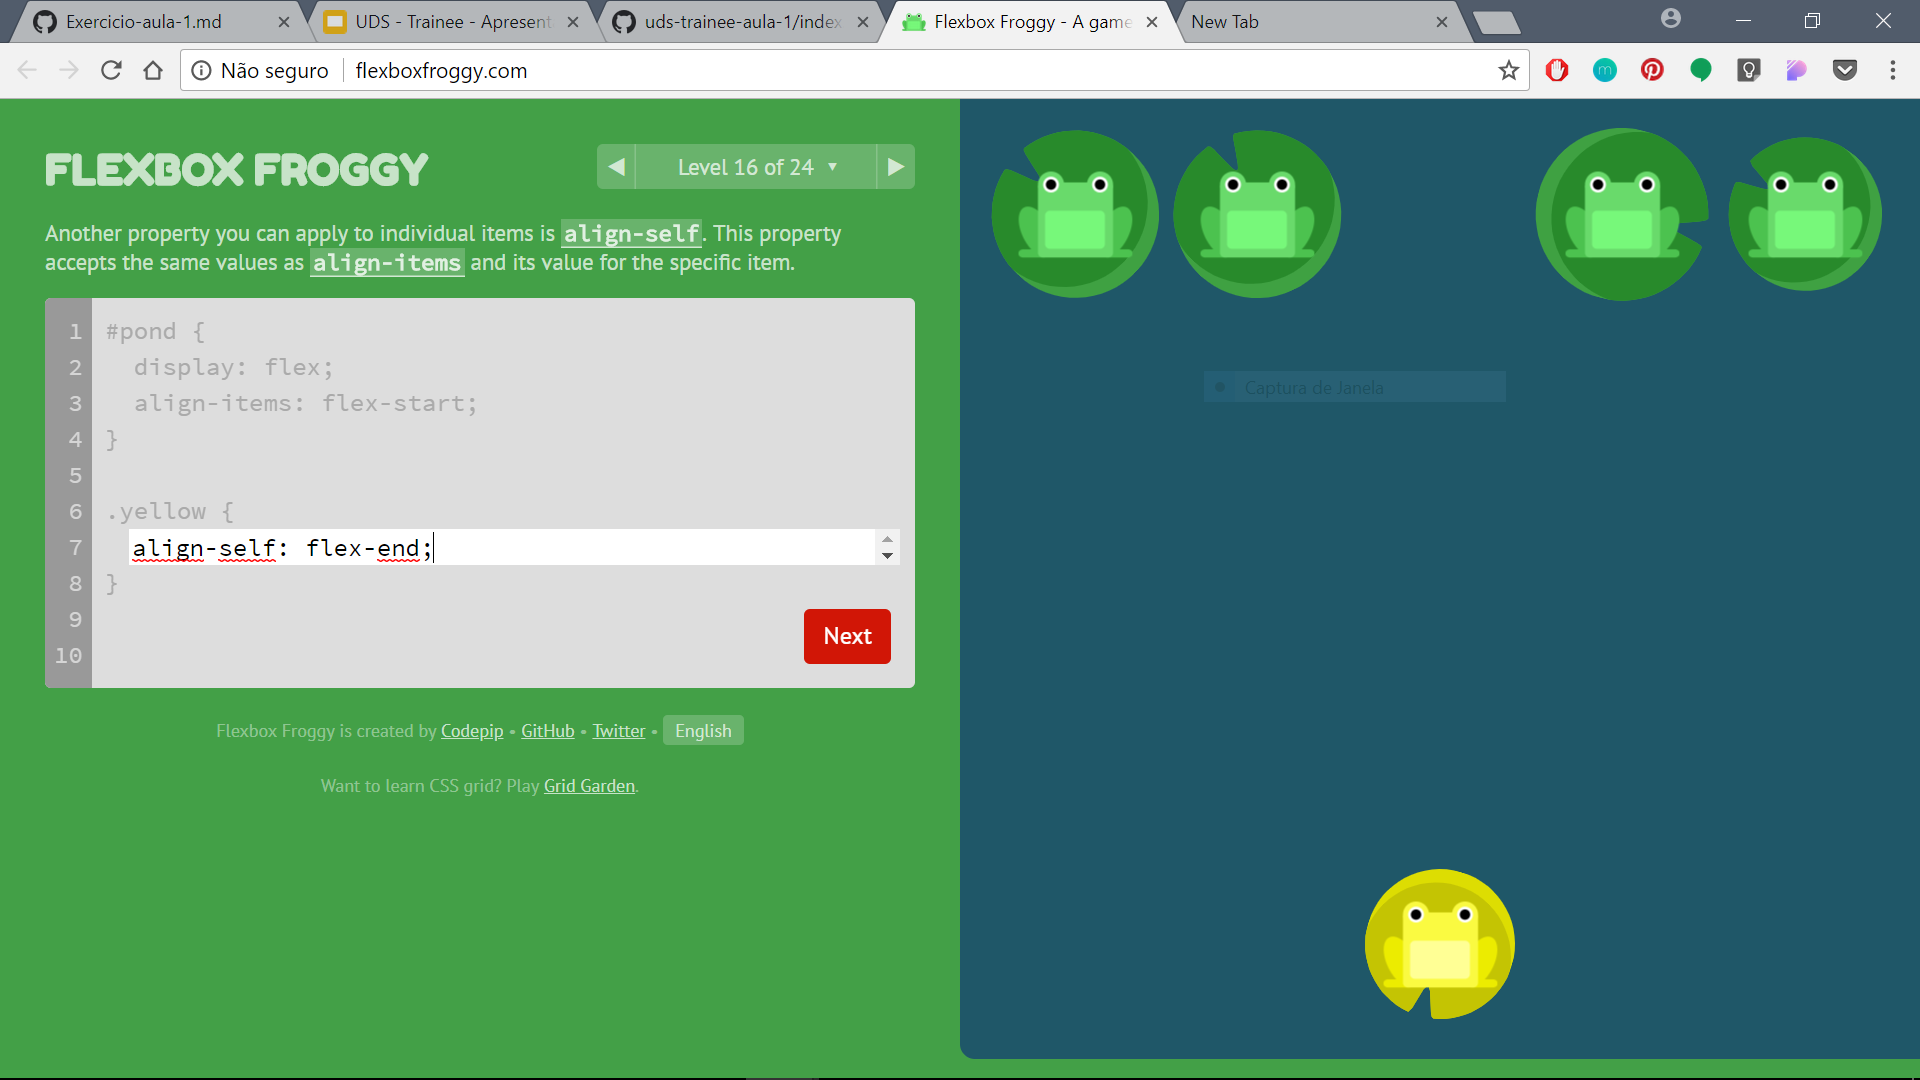 Exercicio-aula-1.md
UDS - Trainee - Apresent
uds-trainee-aula-1/index
Flexbox Froggy - A game
New Tab
Não seguro
flexboxfroggy.com
m
FLEXBOX FROGGY
◀ Level 16 of 24 ▼ ▶
Another property you can apply to individual items is align-self. This property
accepts the same values as align-items and its value for the specific item.
1 #pond {
2 display: flex;
3 align-items: flex-start;
4 }
5
6 .yellow {
7 align-self: flex-end;
8 }
9
10
Next
Flexbox Froggy is created by Codepip • GitHub • Twitter • English
Want to learn CSS grid? Play Grid Garden.
Captura de Janela